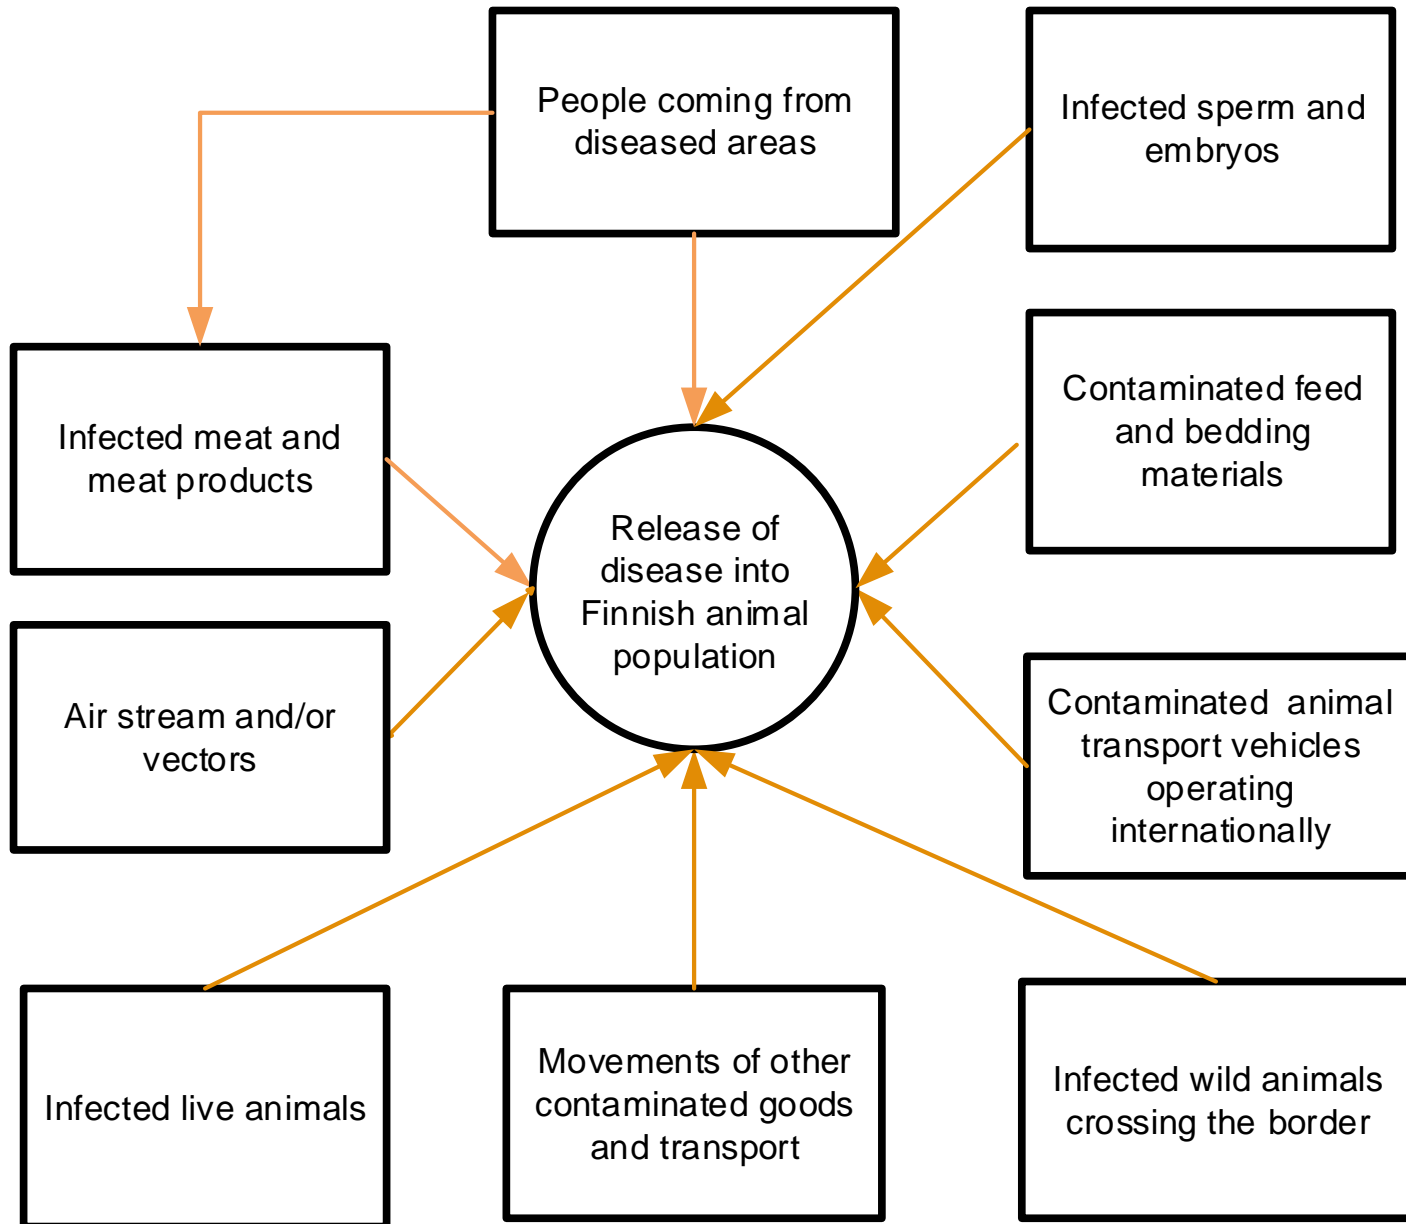 People coming from
diseased areas
Infected sperm and
embryos
Infected meat and
meat products
Contaminated feed
and bedding
materials
Release of
disease into
Finnish animal
population
Air stream and/or
vectors
Contaminated animal
transport vehicles
operating
internationally
Infected live animals
Movements of other
contaminated goods
and transport
Infected wild animals
crossing the border